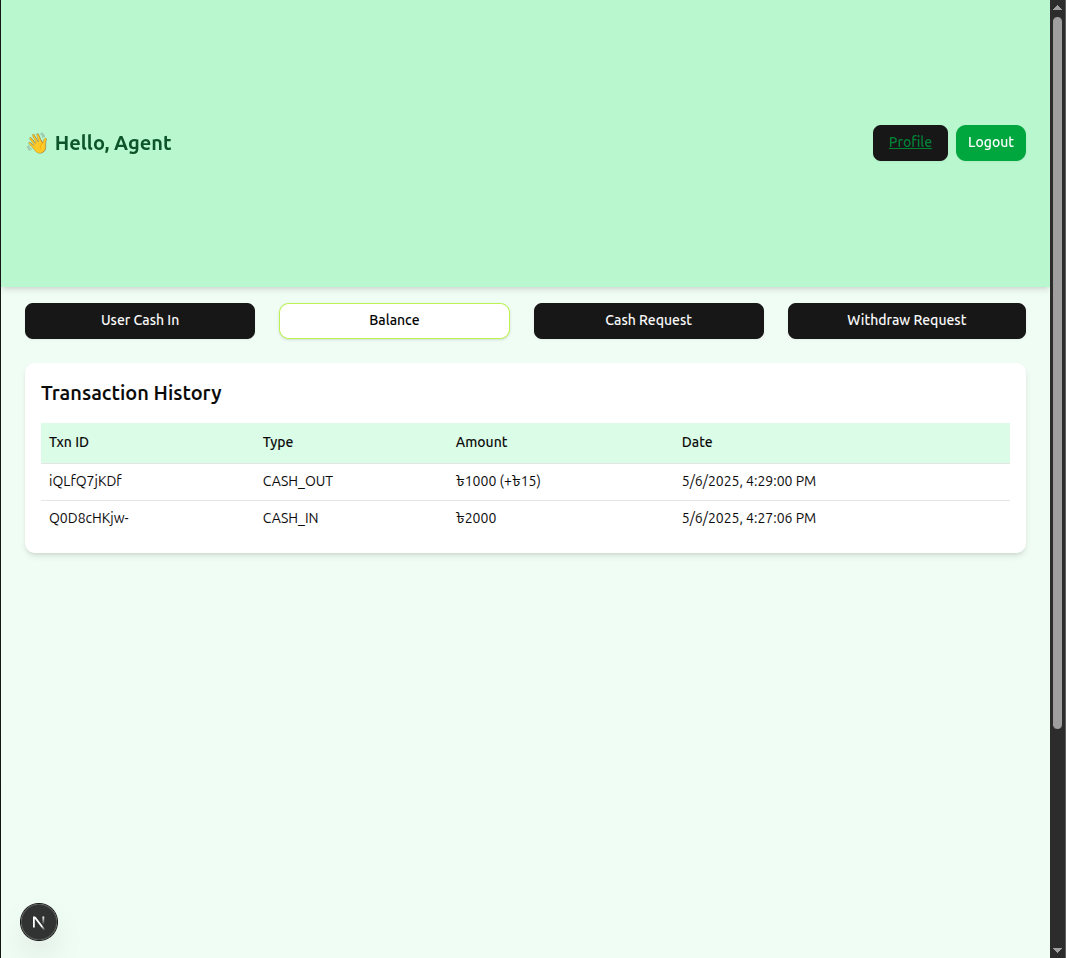 👋 Hello, Agent
Profile
Logout
User Cash In
Balance
Cash Request
Withdraw Request
Transaction History
Txn ID Type Amount Date
iQLfQ7jKDf CASH_OUT ৳1000 (+৳15) 5/6/2025, 4:29:00 PM
Q0D8cHKjw- CASH_IN ৳2000 5/6/2025, 4:27:06 PM
N